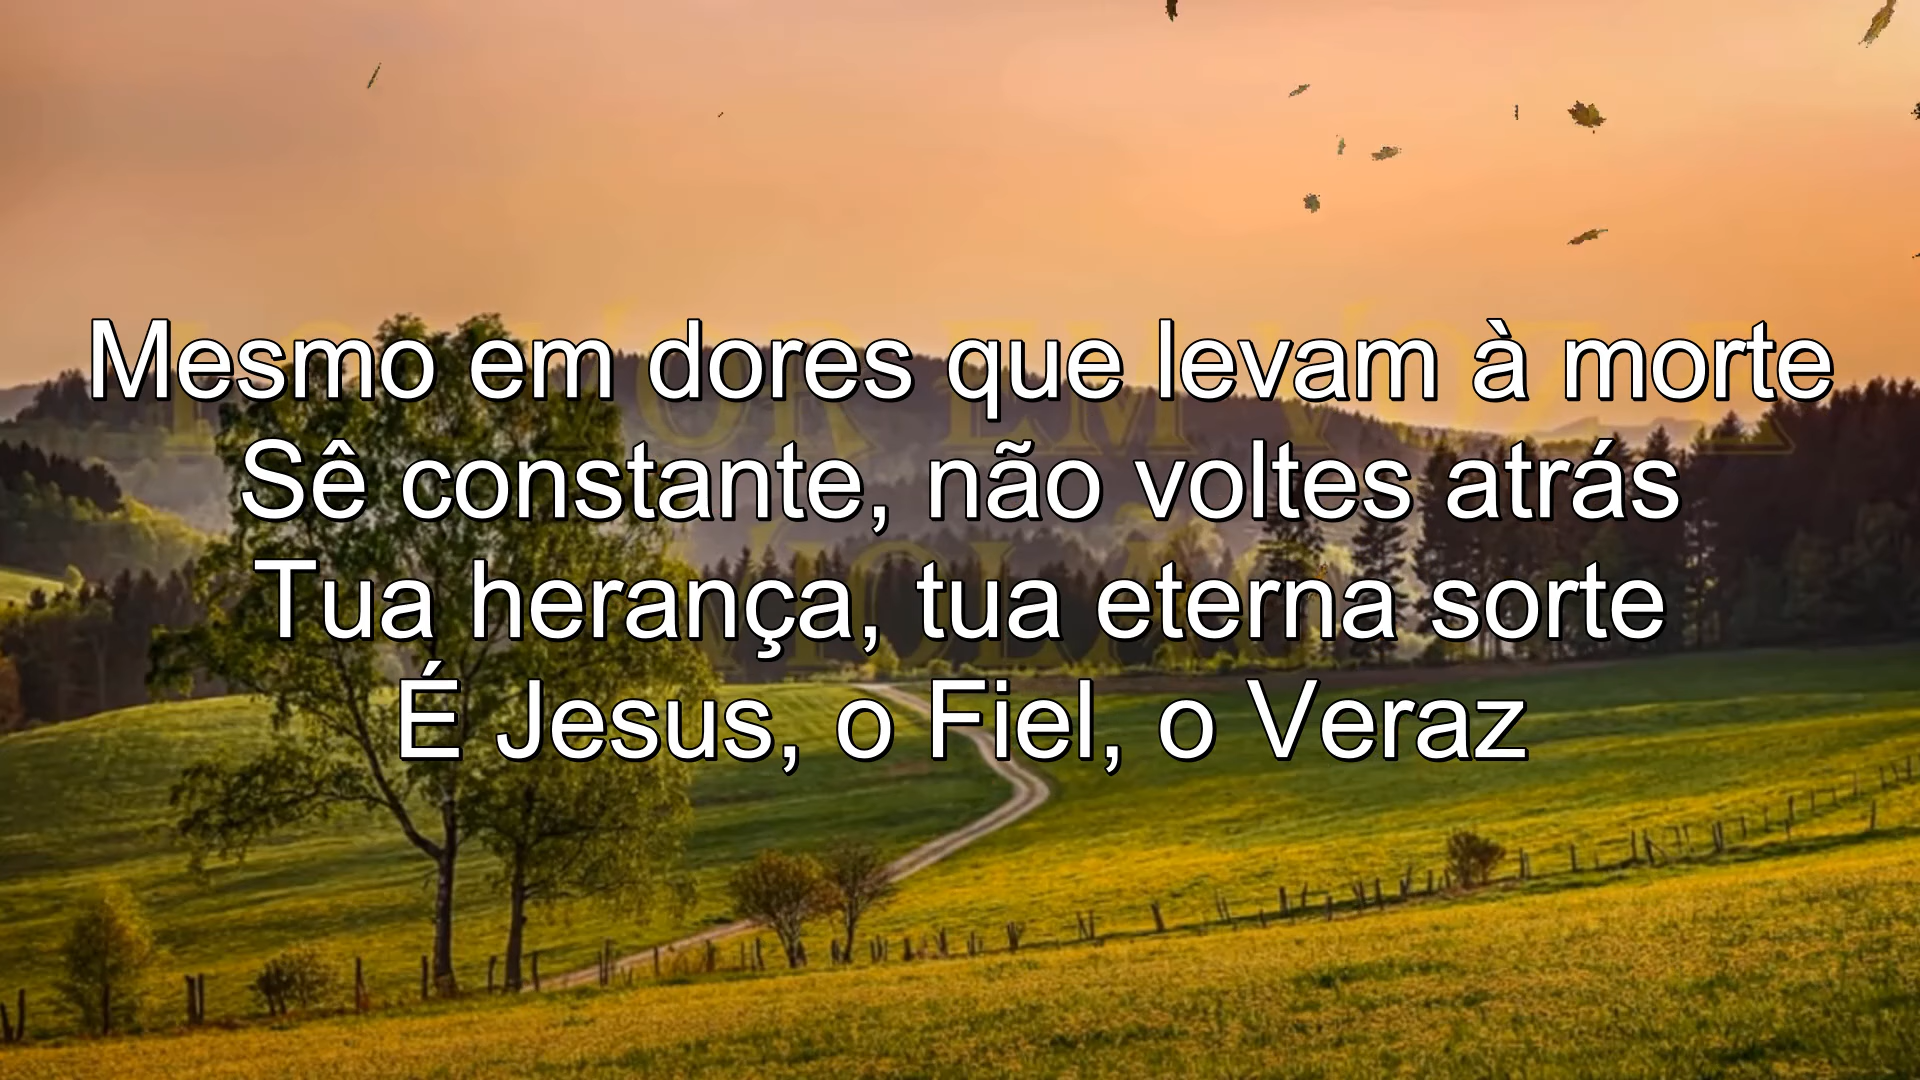 Mesmo em dores que levam à morte
Sê constante, não voltes atrás
Tua herança, tua eterna sorte
É Jesus, o Fiel, o Veraz